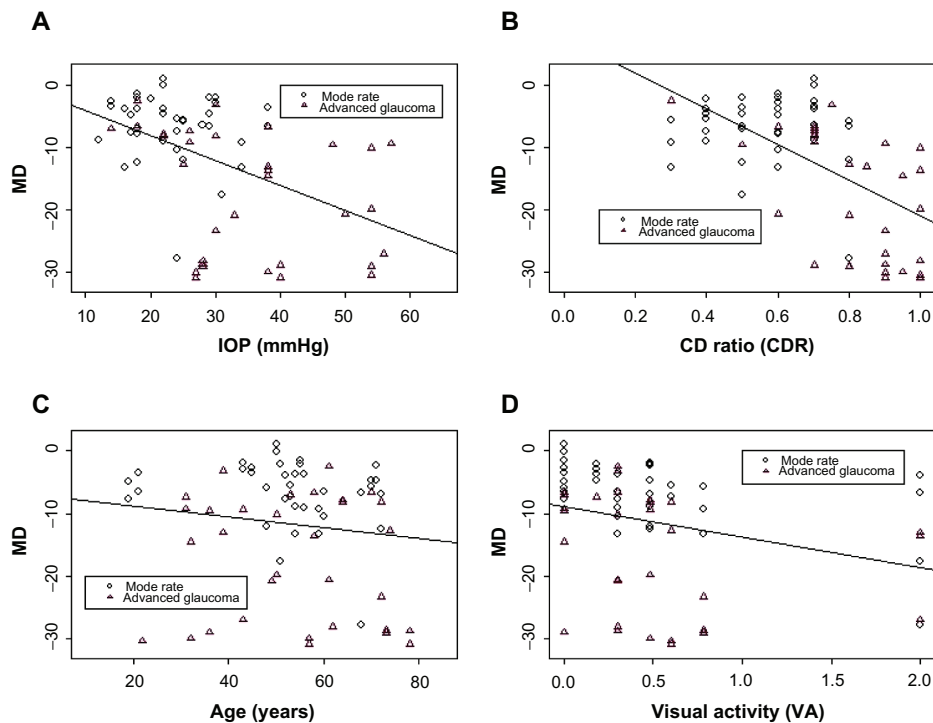 A
MD
0
−10
−20
−30
Mode rate
Advanced glaucoma
10 20 30 40 50 60
IOP (mmHg)
B
MD
0
−10
−20
−30
Mode rate
Advanced glaucoma
0.0 0.2 0.4 0.6 0.8 1.0
CD ratio (CDR)
C
MD
0
−10
−20
−30
Mode rate
Advanced glaucoma
20 40 60 80
Age (years)
D
MD
0
−10
−20
−30
Mode rate
Advanced glaucoma
0.0 0.5 1.0 1.5 2.0
Visual activity (VA)